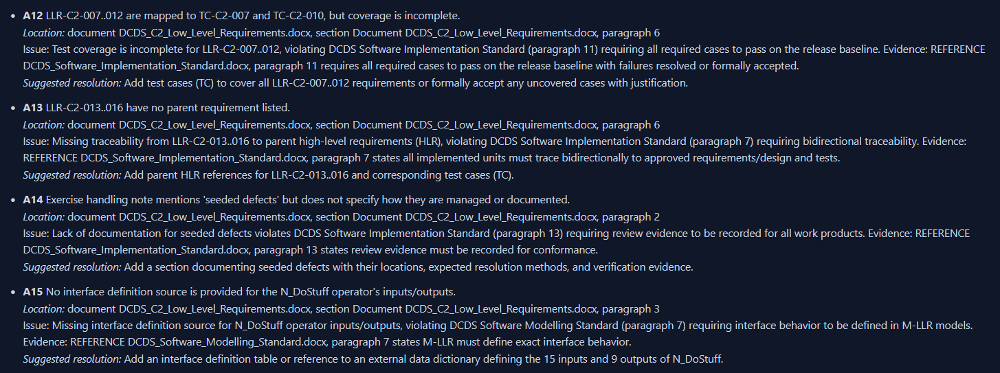 • A12 LLR-C2-007..012 are mapped to TC-C2-007 and TC-C2-010, but coverage is incomplete.
Location: document DCDS_C2_Low_Level_Requirements.docx, section Document DCDS_C2_Low_Level_Requirements.docx, paragraph 6
Issue: Test coverage is incomplete for LLR-C2-007..012, violating DCDS Software Implementation Standard (paragraph 11) requiring all required cases to pass on the release baseline. Evidence: REFERENCE
DCDS_Software_Implementation_Standard.docx, paragraph 11 requires all required cases to pass on the release baseline with failures resolved or formally accepted.
Suggested resolution: Add test cases (TC) to cover all LLR-C2-007..012 requirements or formally accept any uncovered cases with justification.
• A13 LLR-C2-013..016 have no parent requirement listed.
Location: document DCDS_C2_Low_Level_Requirements.docx, section Document DCDS_C2_Low_Level_Requirements.docx, paragraph 6
Issue: Missing traceability from LLR-C2-013..016 to parent high-level requirements (HLR), violating DCDS Software Implementation Standard (paragraph 7) requiring bidirectional traceability. Evidence:
REFERENCE DCDS_Software_Implementation_Standard.docx, paragraph 7 states all implemented units must trace bidirectionally to approved requirements/design and tests.
Suggested resolution: Add parent HLR references for LLR-C2-013..016 and corresponding test cases (TC).
• A14 Exercise handling note mentions 'seeded defects' but does not specify how they are managed or documented.
Location: document DCDS_C2_Low_Level_Requirements.docx, section Document DCDS_C2_Low_Level_Requirements.docx, paragraph 2
Issue: Lack of documentation for seeded defects violates DCDS Software Implementation Standard (paragraph 13) requiring review evidence to be recorded for all work products. Evidence: REFERENCE
DCDS_Software_Implementation_Standard.docx, paragraph 13 states review evidence must be recorded for conformance.
Suggested resolution: Add a section documenting seeded defects with their locations, expected resolution methods, and verification evidence.
• A15 No interface definition source is provided for the N_DoStuff operator's inputs/outputs.
Location: document DCDS_C2_Low_Level_Requirements.docx, section Document DCDS_C2_Low_Level_Requirements.docx, paragraph 3
Issue: Missing interface definition source for N_DoStuff operator inputs/outputs, violating DCDS Software Modelling Standard (paragraph 7) requiring interface behavior to be defined in M-LLR models.
Evidence: REFERENCE DCDS_Software_Modelling_Standard.docx, paragraph 7 states M-LLR must define exact interface behavior.
Suggested resolution: Add an interface definition table or reference to an external data dictionary defining the 15 inputs and 9 outputs of N_DoStuff.